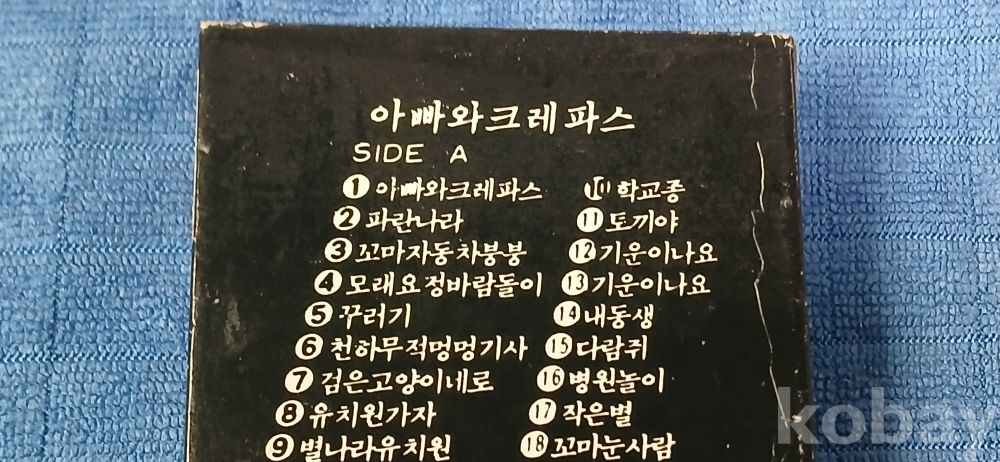 아빠와크레파스
SIDE A
1 아빠와크레파스
2 파란나라
3 꼬마자동차붕붕
4 모래요정바람돌이
5 꾸러기
6 천하무적멍멍기사
7 검은고양이네로
8 유치원가자
9 별나라유치원
10 학교종
11 토끼야
12 기운이나요
13 기운이나요
14 내동생
15 다람쥐
16 병원놀이
17 작은별
18 꼬마눈사람
kobay